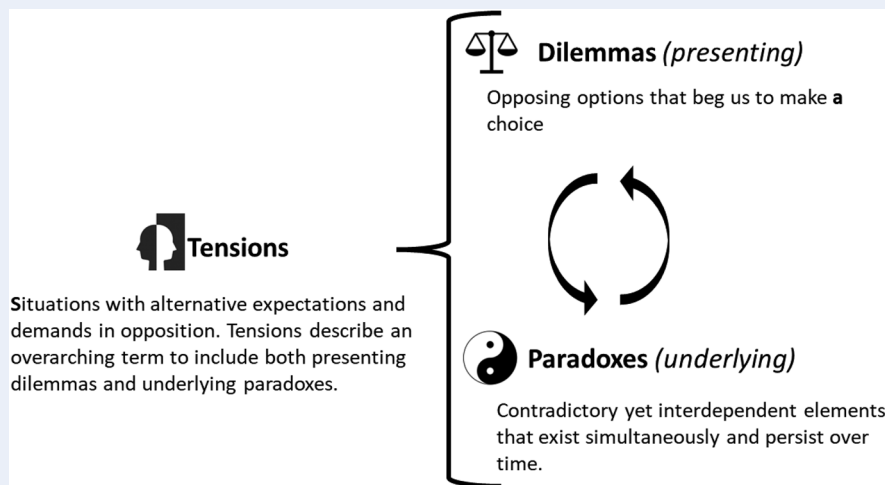 Dilemmas (presenting)
Opposing options that beg us to make a
choice
Tensions
Situations with alternative expectations and
demands in opposition. Tensions describe an
overarching term to include both presenting
dilemmas and underlying paradoxes.
Paradoxes (underlying)
Contradictory yet interdependent elements
that exist simultaneously and persist over
time.